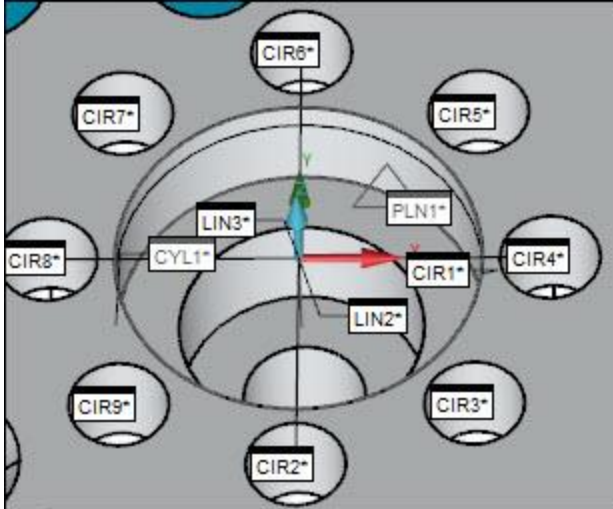 CIR6*
CIR7*
CIR5*
Y
PLN1*
LIN3*
CYL1*
CIR8*
X
CIR1*
CIR4*
LIN2*
CIR9*
CIR3*
CIR2*